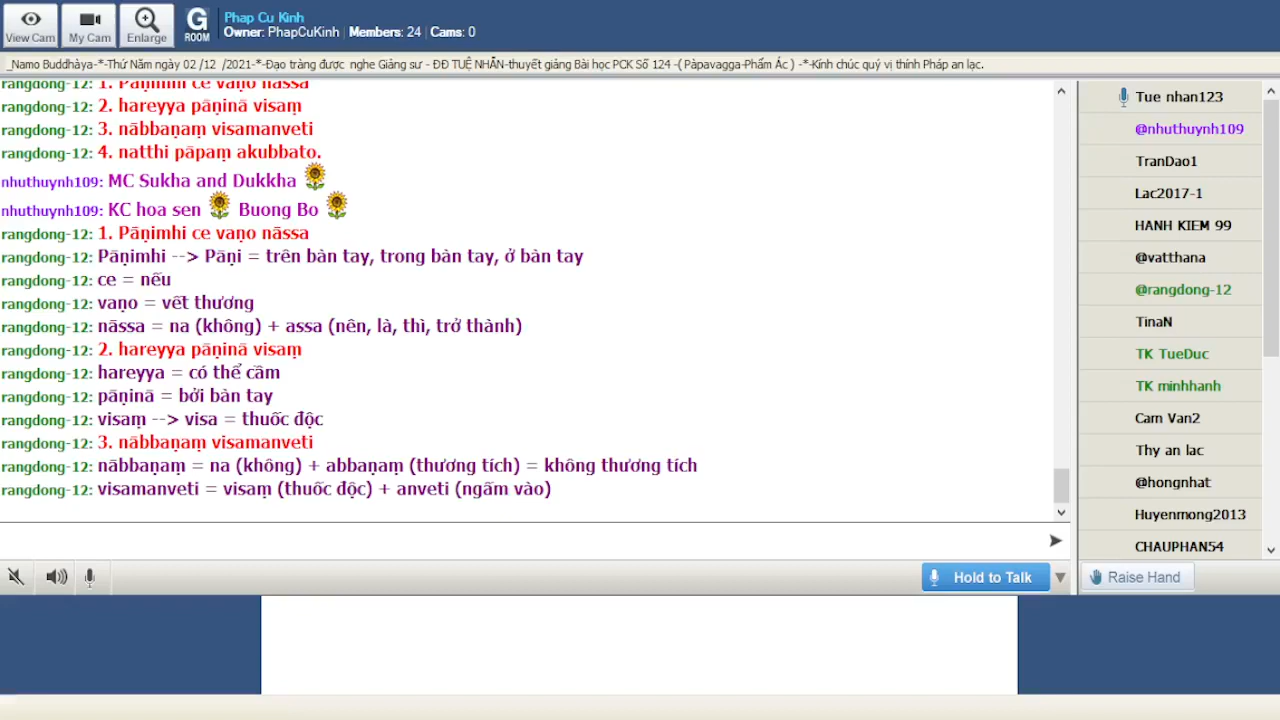 View Cam
My Cam
Enlarge
G
ROOM
Phap Cu Kinh
Owner: PhapCuKinh | Members: 24 | Cams: 0
_Namo Buddhàya-*-Thứ Năm ngày 02 /12 /2021-*-Đạo tràng được nghe Giảng sư - ĐĐ TUỆ NHẪN-thuyết giảng Bài học PCK Số 124 -( Pàpavagga-Phẩm Ác ) -*-Kính chúc quý vị thính Pháp an lạc.
rangdong-12: 1. Pāṇimhi ce vaṇo nāssa
rangdong-12: 2. hareyya pāṇinā visaṃ
rangdong-12: 3. nābbaṇaṃ visamanveti
rangdong-12: 4. natthi pāpaṃ akubbato.
nhuthuynh109: MC Sukha and Dukkha 🌻
nhuthuynh109: KC hoa sen 🌻 Buong Bo 🌻
rangdong-12: 1. Pāṇimhi ce vaṇo nāssa
rangdong-12: Pāṇimhi --> Pāṇi = trên bàn tay, trong bàn tay, ở bàn tay
rangdong-12: ce = nếu
rangdong-12: vaṇo = vết thương
rangdong-12: nāssa = na (không) + assa (nên, là, thì, trở thành)
rangdong-12: 2. hareyya pāṇinā visaṃ
rangdong-12: hareyya = có thể cầm
rangdong-12: pāṇinā = bởi bàn tay
rangdong-12: visaṃ --> visa = thuốc độc
rangdong-12: 3. nābbaṇaṃ visamanveti
rangdong-12: nābbaṇaṃ = na (không) + abbaṇaṃ (thương tích) = không thương tích
rangdong-12: visamanveti = visaṃ (thuốc độc) + anveti (ngấm vào)
Tue nhan123
@nhuthuynh109
TranDao1
Lac2017-1
HANH KIEM 99
@vatthana
@rangdong-12
TinaN
TK TueDuc
TK minhhanh
Cam Van2
Thy an lac
@hongnhat
Huyenmong2013
CHAUPHAN54
Hold to Talk
Raise Hand